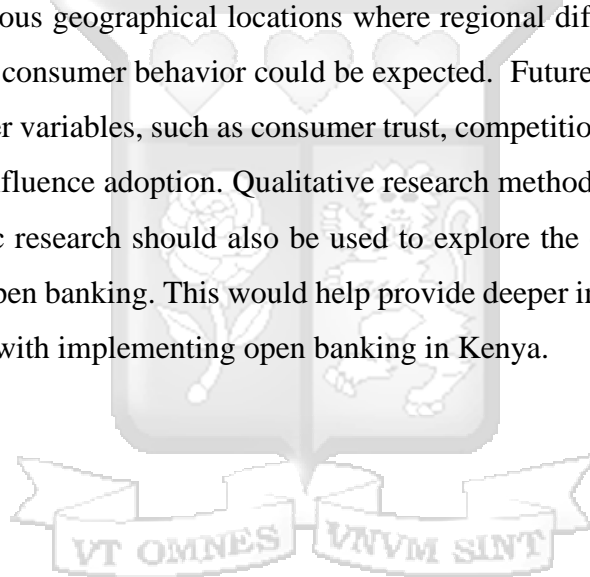 ous geographical locations where regional dif
consumer behavior could be expected. Future
er variables, such as consumer trust, competitio
fluence adoption. Qualitative research method
c research should also be used to explore the
pen banking. This would help provide deeper in
with implementing open banking in Kenya.
VT OMNES VNVM SINT